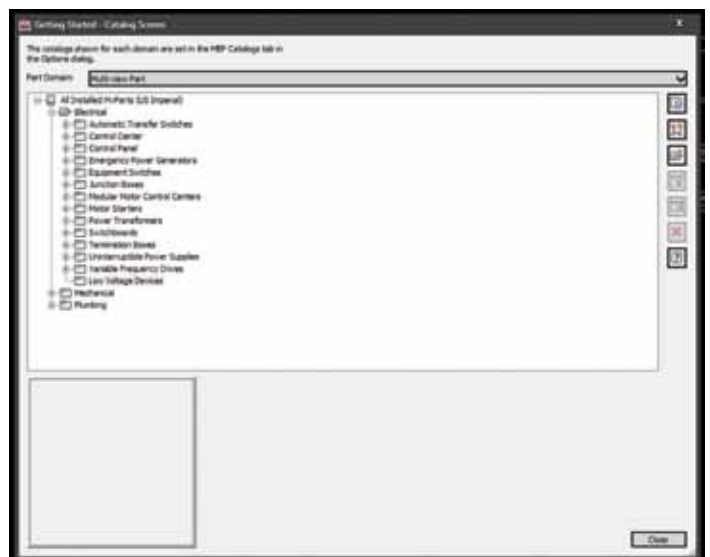 Getting Started - Catalog Screen
x
The catalogs shown for each domain are set in the MEP Catalogs tab in
the Options dialog.
Part Domain: Multi-view Part
All Installed MvParts (US Imperial)
Electrical
Automatic Transfer Switches
Control Center
Control Panel
Emergency Power Generators
Equipment Switches
Junction Boxes
Modular Motor Control Centers
Motor Starters
Power Transformers
Switchboards
Termination Boxes
Uninterruptible Power Supplies
Variable Frequency Drives
Low Voltage Devices
Mechanical
Plumbing
Close